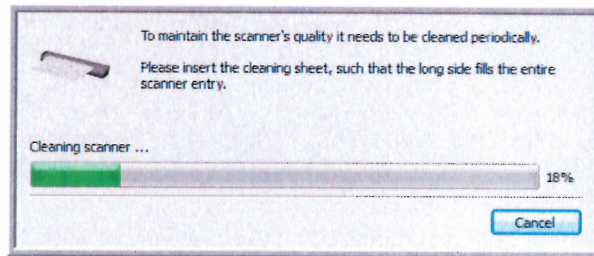 To maintain the scanner's quality it needs to be cleaned periodically.
Please insert the cleaning sheet, such that the long side fills the entire
scanner entry.
Cleaning scanner ...
18%
Cancel